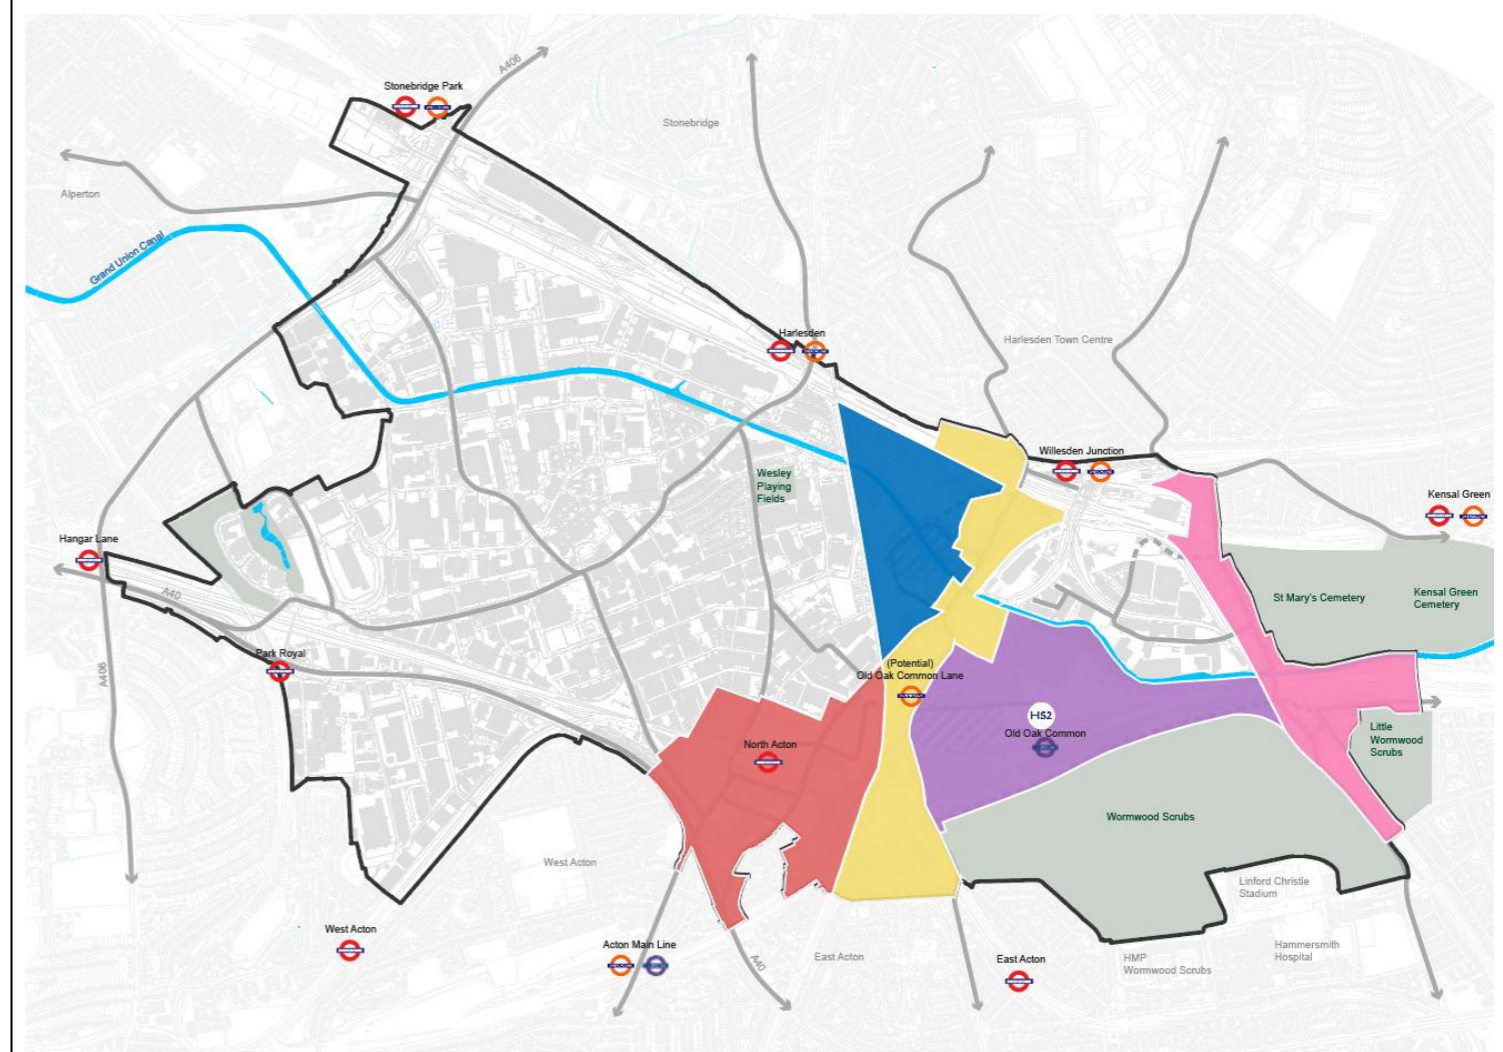 A406
Stonebridge Park
Stonebridge
Alperton
Grand Union Canal
Harlesden
Harlesden Town Centre
Willesden Junction
Wesley
Playing
Fields
Kensal Green
Hangar Lane
A40
St Mary's Cemetery
Kensal Green
Cemetery
Park Royal
A406
(Potential)
Old Oak Common Lane
HS2
Old Oak Common
North Acton
Little
Wormwood
Scrubs
Wormwood Scrubs
West Acton
Linford Christie
Stadium
West Acton
Acton Main Line
A40
East Acton
East Acton
HMP
Wormwood Scrubs
Hammersmith
Hospital